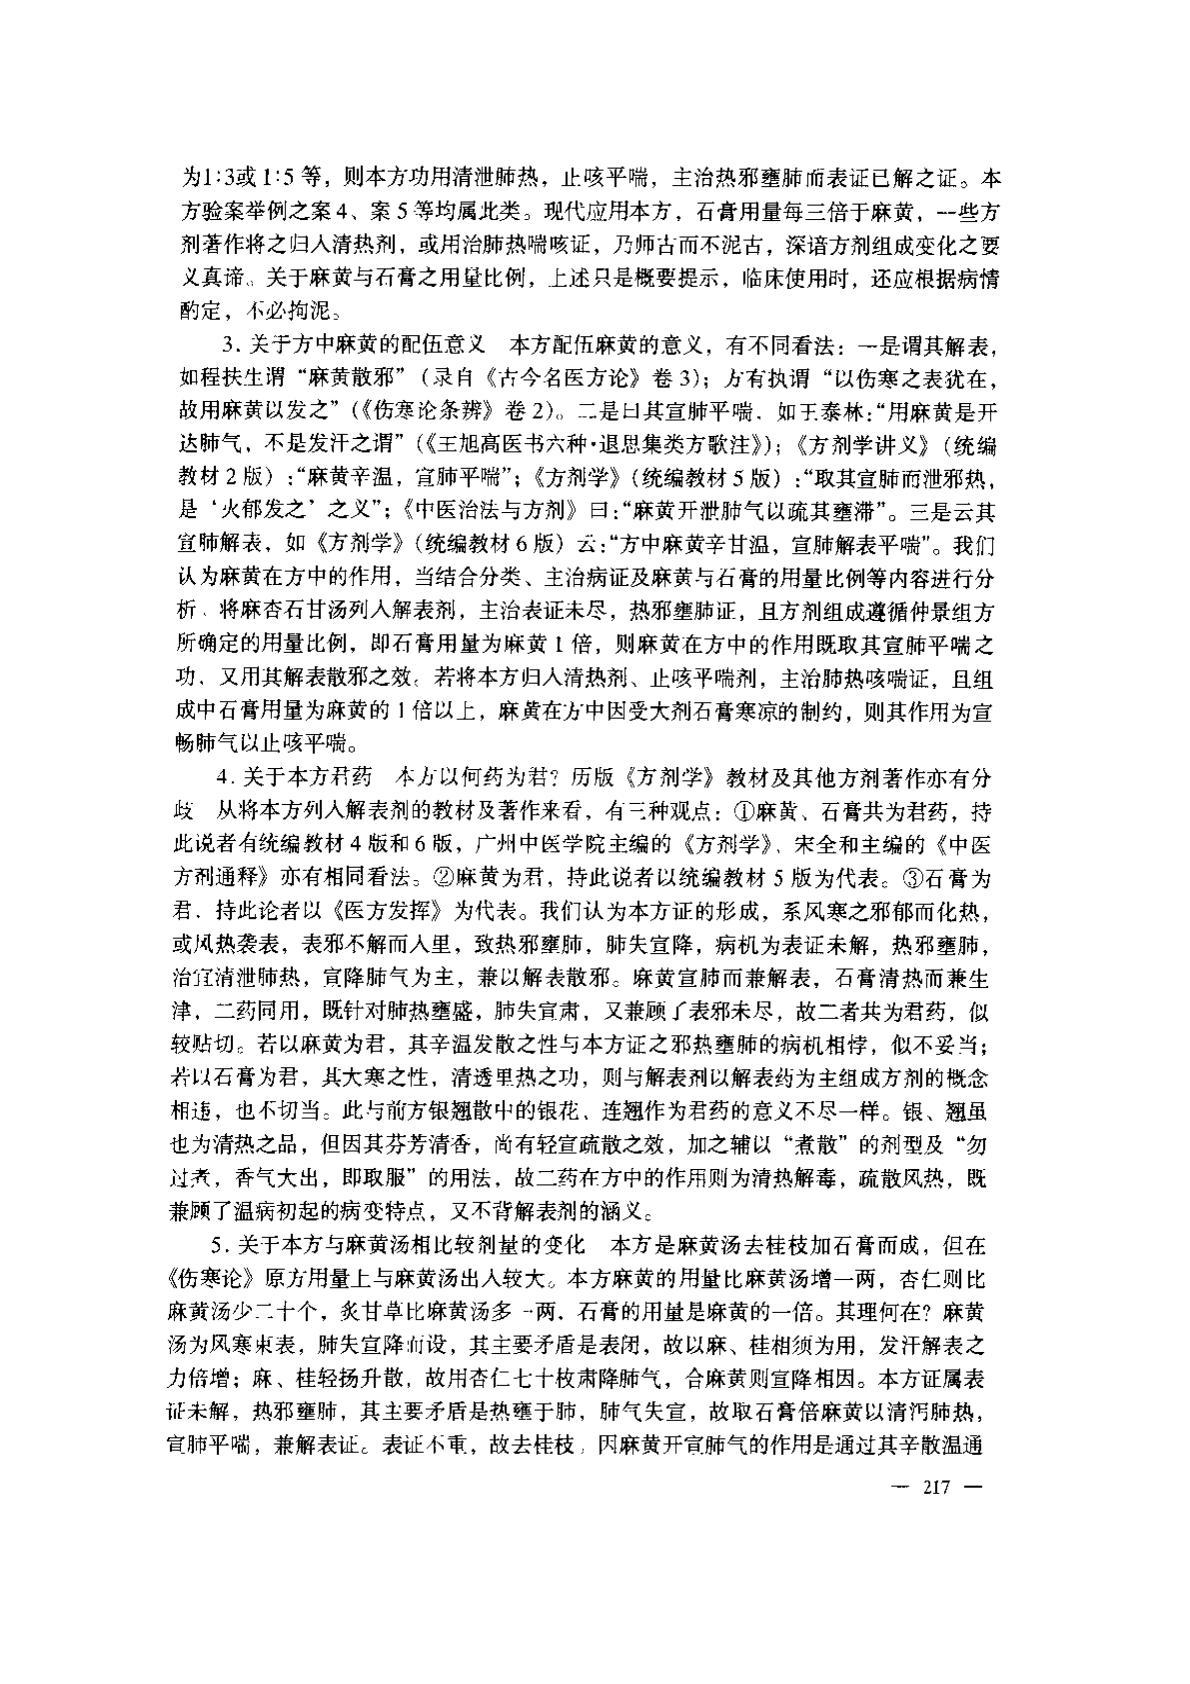 为1∶3或1∶5等，则本方功用清泄肺热，止咳平喘，主治热邪壅肺而表证已解之证。本
方验案举例之案4、案5等均属此类。现代应用本方，石膏用量每三倍于麻黄，一些方
剂著作将之归入清热剂，或用治肺热喘咳证，乃师古而不泥古，深谙方剂组成变化之要
义真谛。关于麻黄与石膏之用量比例，上述只是概要提示，临床使用时，还应根据病情
酌定，不必拘泥。
3. 关于方中麻黄的配伍意义　本方配伍麻黄的意义，有不同看法：一是谓其解表，
如程扶生谓“麻黄散邪”（录自《古今名医方论》卷3）；方有执谓“以伤寒之表犹在，
故用麻黄以发之”（《伤寒论条辨》卷2）。二是曰其宣肺平喘，如王泰林：“用麻黄是开
达肺气，不是发汗之谓”（《王旭高医书六种·退思集类方歌注》）；《方剂学讲义》（统编
教材2版）：“麻黄辛温，宣肺平喘”；《方剂学》（统编教材5版）：“取其宣肺而泄邪热，
是‘火郁发之’之义”；《中医治法与方剂》曰：“麻黄开泄肺气以疏其壅滞”。三是云其
宣肺解表，如《方剂学》（统编教材6版）云：“方中麻黄辛甘温，宣肺解表平喘”。我们
认为麻黄在方中的作用，当结合分类、主治病证及麻黄与石膏的用量比例等内容进行分
析。将麻杏石甘汤列入解表剂，主治表证未尽，热邪壅肺证，且方剂组成遵循仲景组方
所确定的用量比例，即石膏用量为麻黄1倍，则麻黄在方中的作用既取其宣肺平喘之
功，又用其解表散邪之效。若将本方归入清热剂、止咳平喘剂，主治肺热咳喘证，且组
成中石膏用量为麻黄的1倍以上，麻黄在方中因受大剂石膏寒凉的制约，则其作用为宣
畅肺气以止咳平喘。
4. 关于本方君药　本方以何药为君？历版《方剂学》教材及其他方剂著作亦有分
歧　从将本方列入解表剂的教材及著作来看，有三种观点：①麻黄、石膏共为君药，持
此说者有统编教材4版和6版，广州中医学院主编的《方剂学》、宋全和主编的《中医
方剂通释》亦有相同看法。②麻黄为君，持此说者以统编教材5版为代表。③石膏为
君，持此论者以《医方发挥》为代表。我们认为本方证的形成，系风寒之邪郁而化热，
或风热袭表，表邪不解而入里，致热邪壅肺，肺失宣降，病机为表证未解，热邪壅肺，
治宜清泄肺热，宣降肺气为主，兼以解表散邪。麻黄宣肺而兼解表，石膏清热而兼生
津，二药同用，既针对肺热壅盛，肺失宣肃，又兼顾了表邪未尽，故二者共为君药，似
较贴切。若以麻黄为君，其辛温发散之性与本方证之邪热壅肺的病机相悖，似不妥当；
若以石膏为君，其大寒之性，清透里热之功，则与解表剂以解表药为主组成方剂的概念
相违，也不切当。此与前方银翘散中的银花、连翘作为君药的意义不尽一样。银、翘虽
也为清热之品，但因其芬芳清香，尚有轻宣疏散之效，加之辅以“煮散”的剂型及“勿
过煮，香气大出，即取服”的用法，故二药在方中的作用则为清热解毒，疏散风热，既
兼顾了温病初起的病变特点，又不背解表剂的涵义。
5. 关于本方与麻黄汤相比较剂量的变化　本方是麻黄汤去桂枝加石膏而成，但在
《伤寒论》原方用量上与麻黄汤出入较大。本方麻黄的用量比麻黄汤增一两，杏仁则比
麻黄汤少二十个，炙甘草比麻黄汤多一两，石膏的用量是麻黄的一倍。其理何在？麻黄
汤为风寒束表，肺失宣降而设，其主要矛盾是表闭，故以麻、桂相须为用，发汗解表之
力倍增；麻、桂轻扬升散，故用杏仁七十枚肃降肺气，合麻黄则宣降相因。本方证属表
证未解，热邪壅肺，其主要矛盾是热壅于肺，肺气失宣，故取石膏倍麻黄以清泻肺热，
宣肺平喘，兼解表证。表证不重，故去桂枝，因麻黄开宣肺气的作用是通过其辛散温通
— 217 —